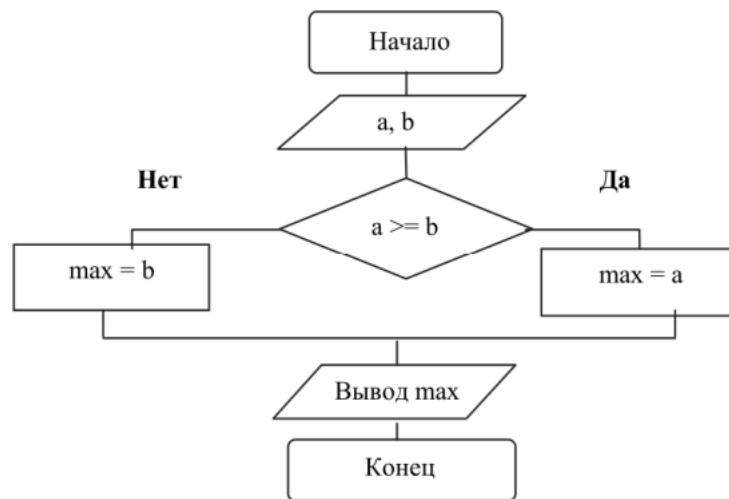 Начало
a, b
Нет
Да
a >= b
max = b
max = a
Вывод max
Конец